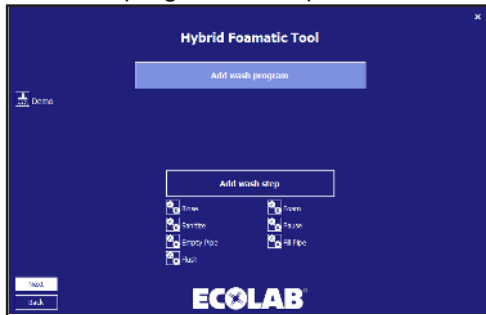 ×
Hybrid Foamatic Tool
Add wash program
Demo
Add wash step
Rinse Foam
Sanitize Pause
Empty Pipe Fill Pipe
Flush
Next
Back
ECOLAB®